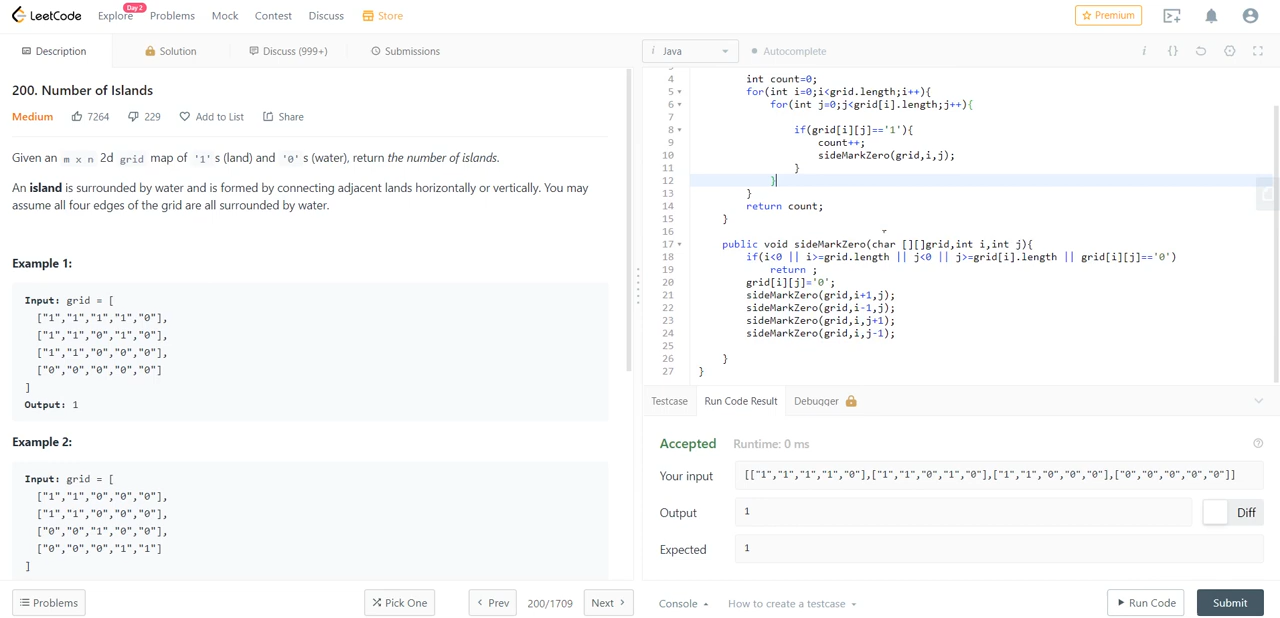 LeetCode
Explore
Day 2
Problems
Mock
Contest
Discuss
Store
Premium
Description
Solution
Discuss (999+)
Submissions
i Java
Autocomplete
200. Number of Islands
Medium
7264
229
Add to List
Share
Given an m x n 2d grid map of '1' s (land) and '0' s (water), return the number of islands.
An island is surrounded by water and is formed by connecting adjacent lands horizontally or vertically. You may
assume all four edges of the grid are all surrounded by water.
Example 1:
Input: grid = [
["1","1","1","1","0"],
["1","1","0","1","0"],
["1","1","0","0","0"],
["0","0","0","0","0"]
]
Output: 1
Example 2:
Input: grid = [
["1","1","0","0","0"],
["1","1","0","0","0"],
["0","0","1","0","0"],
["0","0","0","1","1"]
]
4 int count=0;
5 for(int i=0;i<grid.length;i++){
6 for(int j=0;j<grid[i].length;j++){
7
8 if(grid[i][j]=='1'){
9 count++;
10 sideMarkZero(grid,i,j);
11 }
12 }
13 }
14 return count;
15 }
16
17 public void sideMarkZero(char [][]grid,int i,int j){
18 if(i<0 || i>=grid.length || j<0 || j>=grid[i].length || grid[i][j]=='0')
19 return ;
20 grid[i][j]='0';
21 sideMarkZero(grid,i+1,j);
22 sideMarkZero(grid,i-1,j);
23 sideMarkZero(grid,i,j+1);
24 sideMarkZero(grid,i,j-1);
25
26 }
27 }
Testcase
Run Code Result
Debugger
Accepted
Runtime: 0 ms
Your input
[["1","1","1","1","0"],["1","1","0","1","0"],["1","1","0","0","0"],["0","0","0","0","0"]]
Output
1
Diff
Expected
1
Problems
Pick One
Prev
200/1709
Next
Console
How to create a testcase
Run Code
Submit